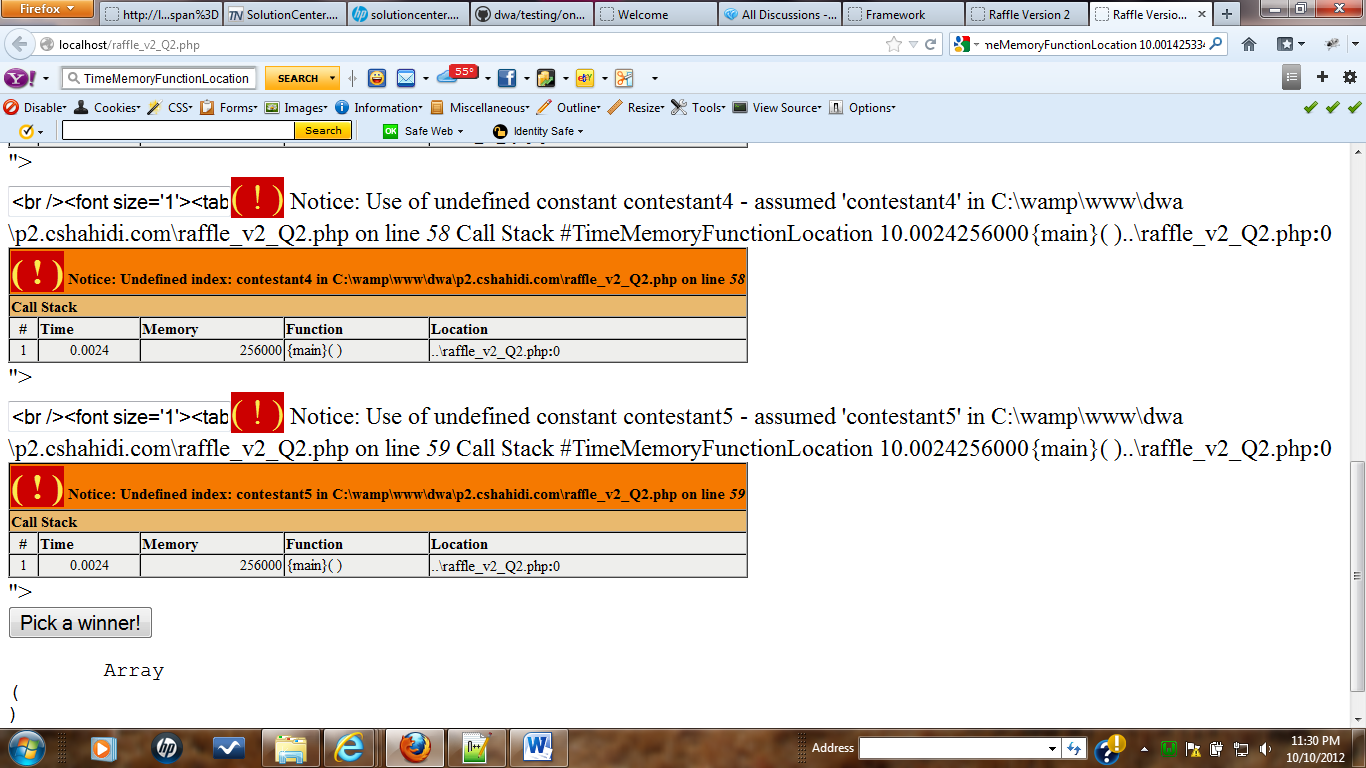 Firefox
http://l...span%3D
SolutionCenter....
solutioncenter....
dwa/testing/on...
Welcome
All Discussions -...
Framework
Raffle Version 2
Raffle Versio...
localhost/raffle_v2_Q2.php
TimeMemoryFunctionLocation
SEARCH
55°
Disable
Cookies
CSS
Forms
Images
Information
Miscellaneous
Outline
Resize
Tools
View Source
Options
Search
OK Safe Web
Identity Safe
">
<br /><font size='1'><tab ( ! ) Notice: Use of undefined constant contestant4 - assumed 'contestant4' in C:\wamp\www\dwa
\p2.cshahidi.com\raffle_v2_Q2.php on line 58 Call Stack #TimeMemoryFunctionLocation 10.0024256000{main}( )..\raffle_v2_Q2.php:0
( ! ) Notice: Undefined index: contestant4 in C:\wamp\www\dwa\p2.cshahidi.com\raffle_v2_Q2.php on line 58
Call Stack
# Time Memory Function Location
1 0.0024 256000 {main}( ) ..\raffle_v2_Q2.php:0
">
<br /><font size='1'><tab ( ! ) Notice: Use of undefined constant contestant5 - assumed 'contestant5' in C:\wamp\www\dwa
\p2.cshahidi.com\raffle_v2_Q2.php on line 59 Call Stack #TimeMemoryFunctionLocation 10.0024256000{main}( )..\raffle_v2_Q2.php:0
( ! ) Notice: Undefined index: contestant5 in C:\wamp\www\dwa\p2.cshahidi.com\raffle_v2_Q2.php on line 59
Call Stack
# Time Memory Function Location
1 0.0024 256000 {main}( ) ..\raffle_v2_Q2.php:0
">
Pick a winner!
Array
(
)
Address
11:30 PM
10/10/2012